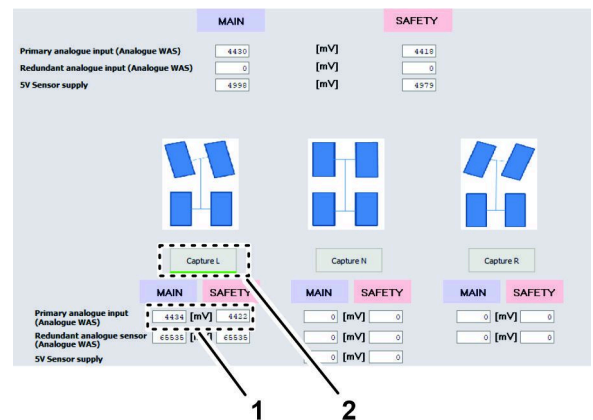 MAIN SAFETY
Primary analogue input (Analogue WAS) 4430 [mV] 4418
Redundant analogue input (Analogue WAS) 0 [mV] 0
5V Sensor supply 4998 [mV] 4979
Capture L Capture N Capture R
MAIN SAFETY MAIN SAFETY MAIN SAFETY
Primary analogue input
(Analogue WAS) 4434 [mV] 4422 0 [mV] 0 0 [mV] 0
Redundant analogue sensor
(Analogue WAS) 65535 65535 0 [mV] 0 0 [mV] 0
5V Sensor supply 0 [mV] 0
1 2